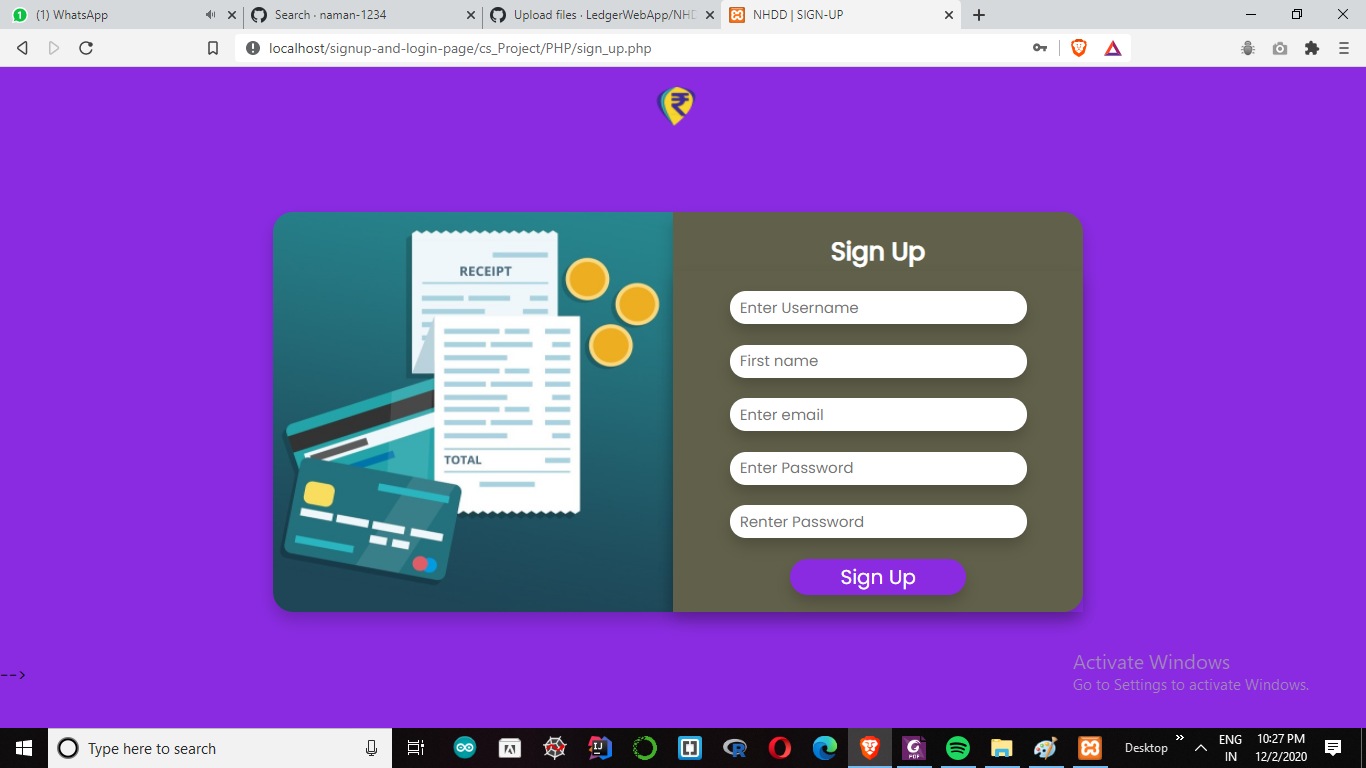 1
(1) WhatsApp
Search · naman-1234
Upload files · LedgerWebApp/NHD
NHDD | SIGN-UP
localhost/signup-and-login-page/cs_Project/PHP/sign_up.php
₹
RECEIPT
TOTAL
Sign Up
Enter Username
First name
Enter email
Enter Password
Renter Password
Sign Up
-->
Activate Windows
Go to Settings to activate Windows.
Type here to search
IJ
R
PDF
Desktop
ENG
IN
10:27 PM
12/2/2020